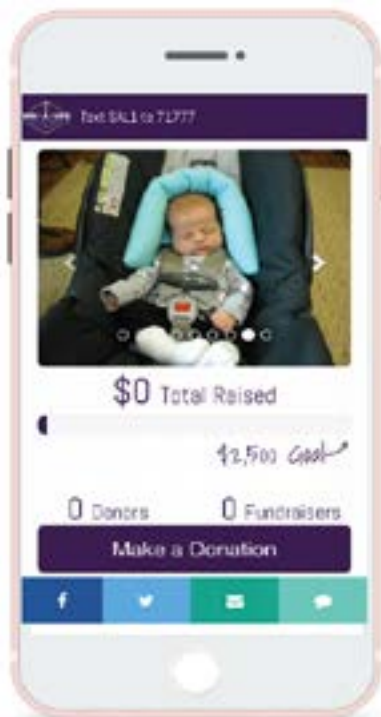 Text SAL1 to 71777
$0 Total Raised
$2,500 Goal
0 Donors 0 Fundraisers
Make a Donation
f